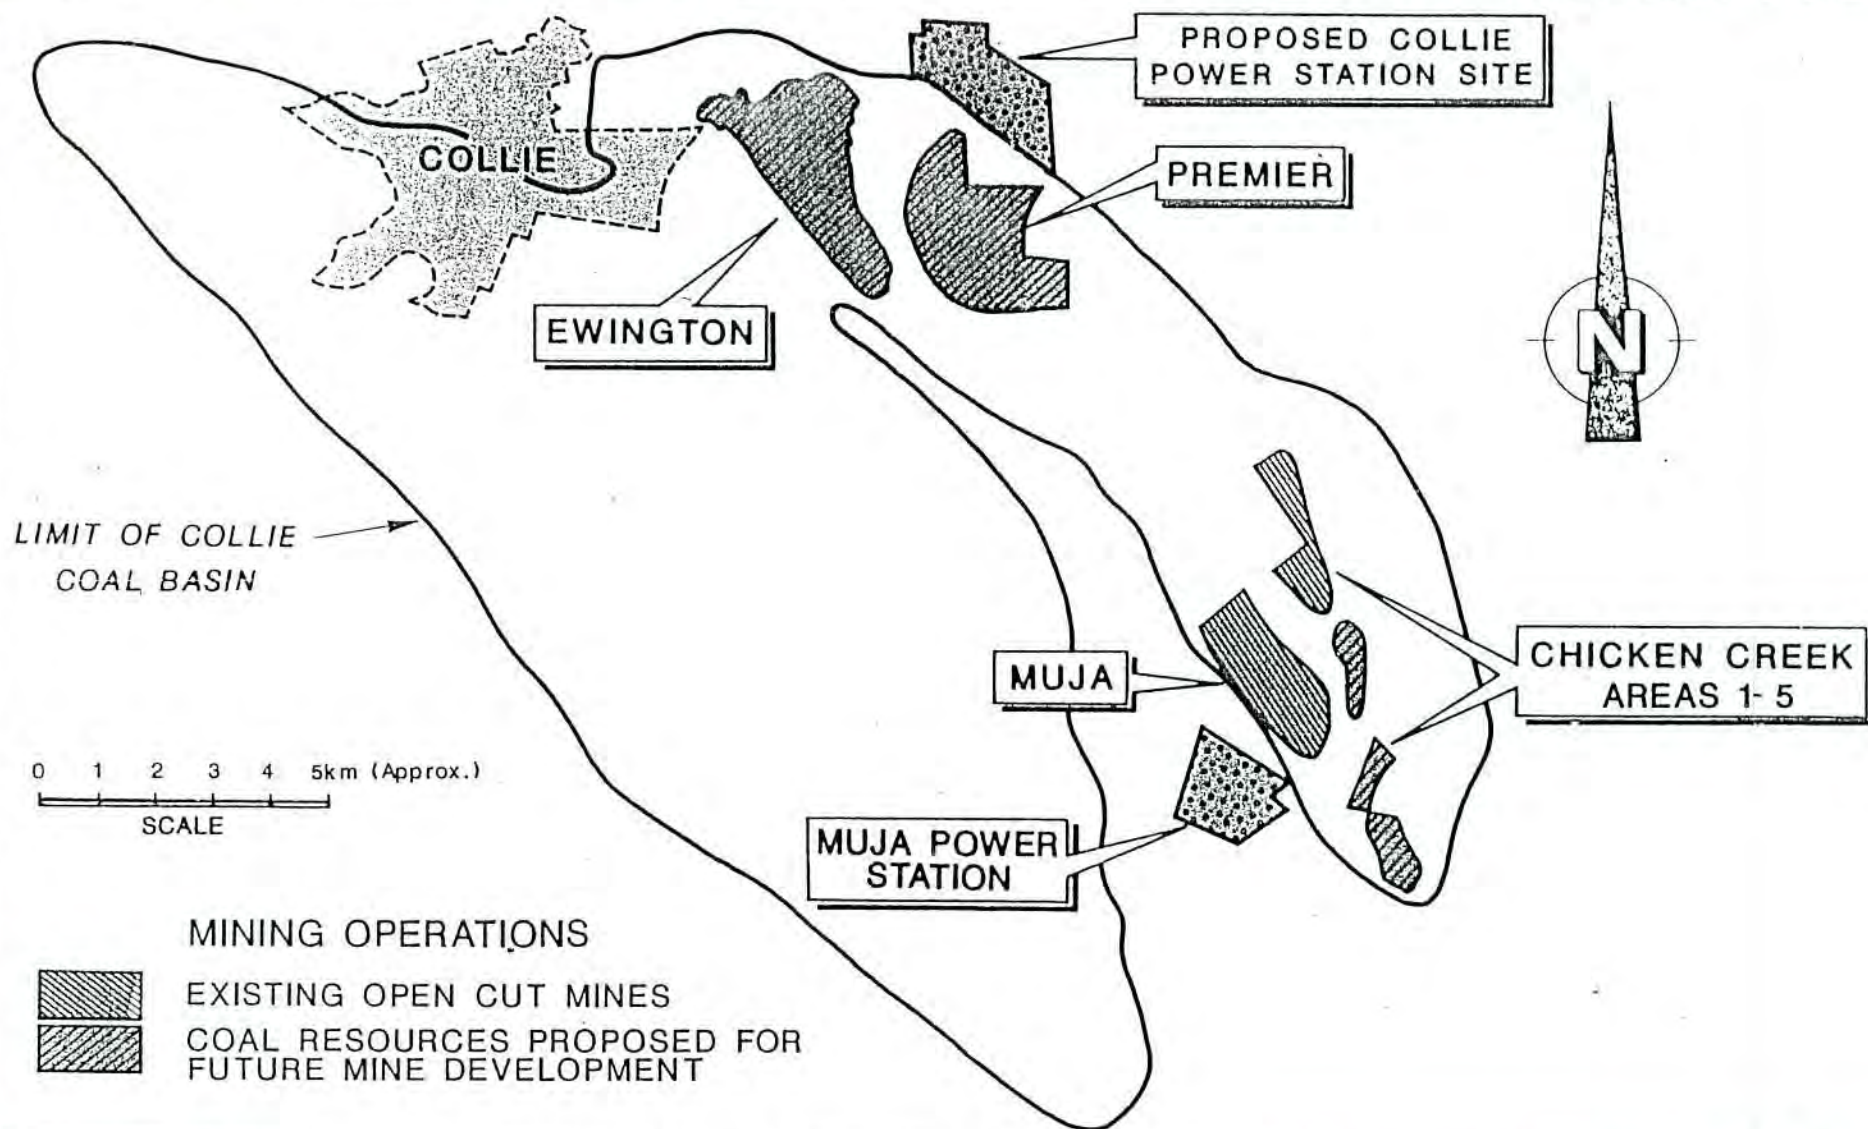 PROPOSED COLLIE
POWER STATION SITE
COLLIE
PREMIER
N
EWINGTON
LIMIT OF COLLIE
COAL BASIN
MUJA
CHICKEN CREEK
AREAS 1-5
0 1 2 3 4 5km (Approx.)
SCALE
MUJA POWER
STATION
MINING OPERATIONS
EXISTING OPEN CUT MINES
COAL RESOURCES PROPOSED FOR
FUTURE MINE DEVELOPMENT